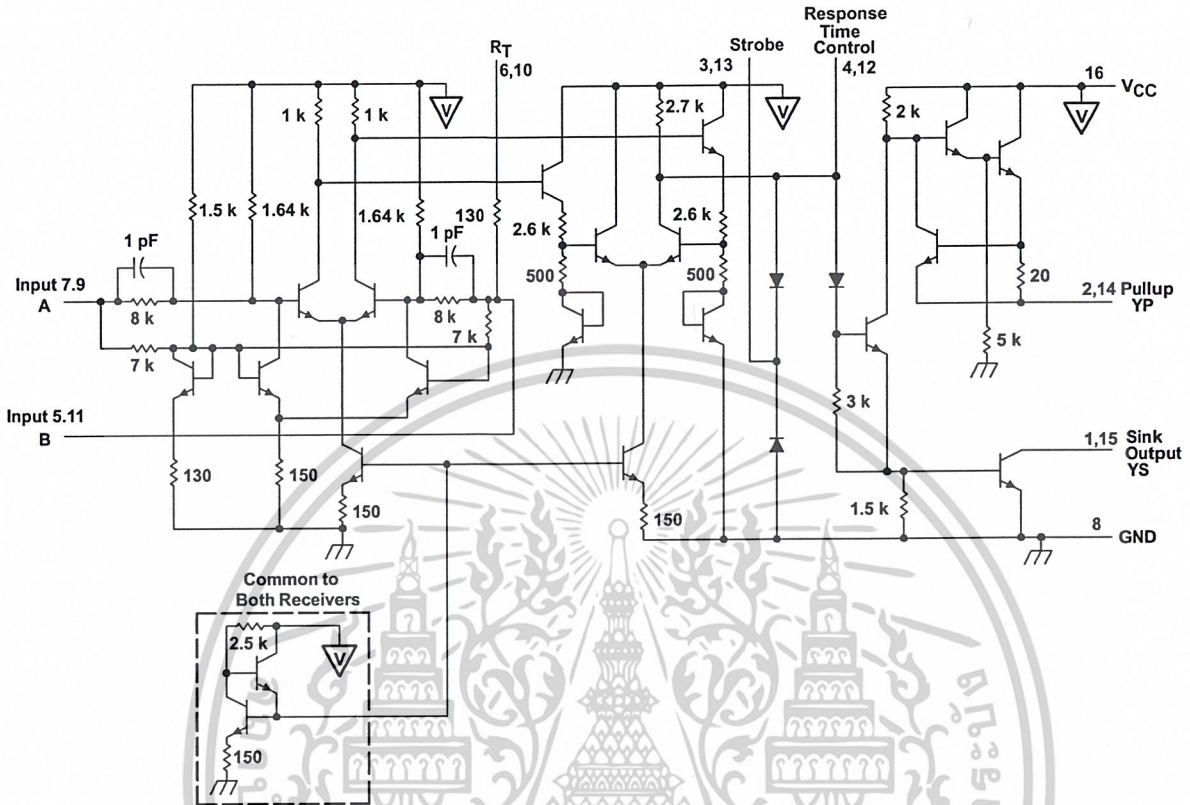 Response
Time
Control
4,12
RT
6,10
Strobe
3,13
16
VCC
V
V
V
1 k
1 k
2.7 k
2 k
1.5 k
1.64 k
1.64 k
130
1 pF
2.6 k
2.6 k
1 pF
500
500
20
Input 7.9
A
8 k
8 k
2,14 Pullup
YP
7 k
7 k
5 k
3 k
Input 5.11
B
1,15 Sink
Output
YS
130
150
150
150
1.5 k
8
GND
Common to
Both Receivers
2.5 k
V
150